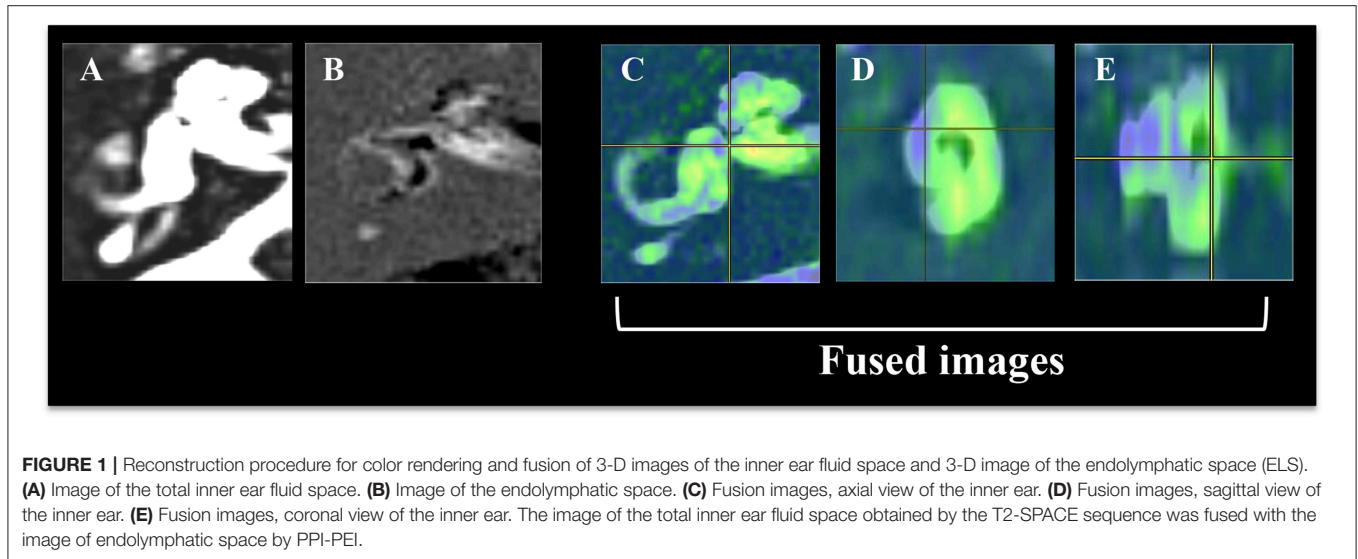 A
B
C
D
E
Fused images
FIGURE 1 | Reconstruction procedure for color rendering and fusion of 3-D images of the inner ear fluid space and 3-D image of the endolymphatic space (ELS).
(A) Image of the total inner ear fluid space. (B) Image of the endolymphatic space. (C) Fusion images, axial view of the inner ear. (D) Fusion images, sagittal view of
the inner ear. (E) Fusion images, coronal view of the inner ear. The image of the total inner ear fluid space obtained by the T2-SPACE sequence was fused with the
image of endolymphatic space by PPI-PEI.